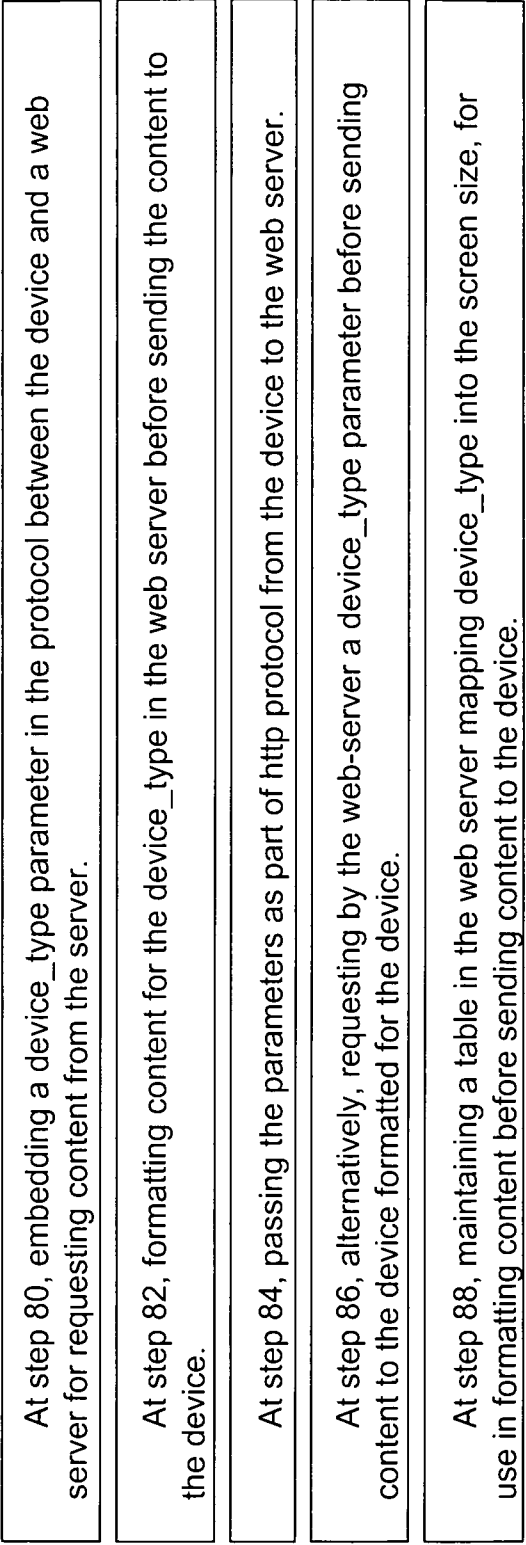 At step 80, embedding a device_type parameter in the protocol between the device and a web
server for requesting content from the server.
At step 82, formatting content for the device_type in the web server before sending the content to
the device.
At step 84, passing the parameters as part of http protocol from the device to the web server.
At step 86, alternatively, requesting by the web-server a device_type parameter before sending
content to the device formatted for the device.
At step 88, maintaining a table in the web server mapping device_type into the screen size, for
use in formatting content before sending content to the device.